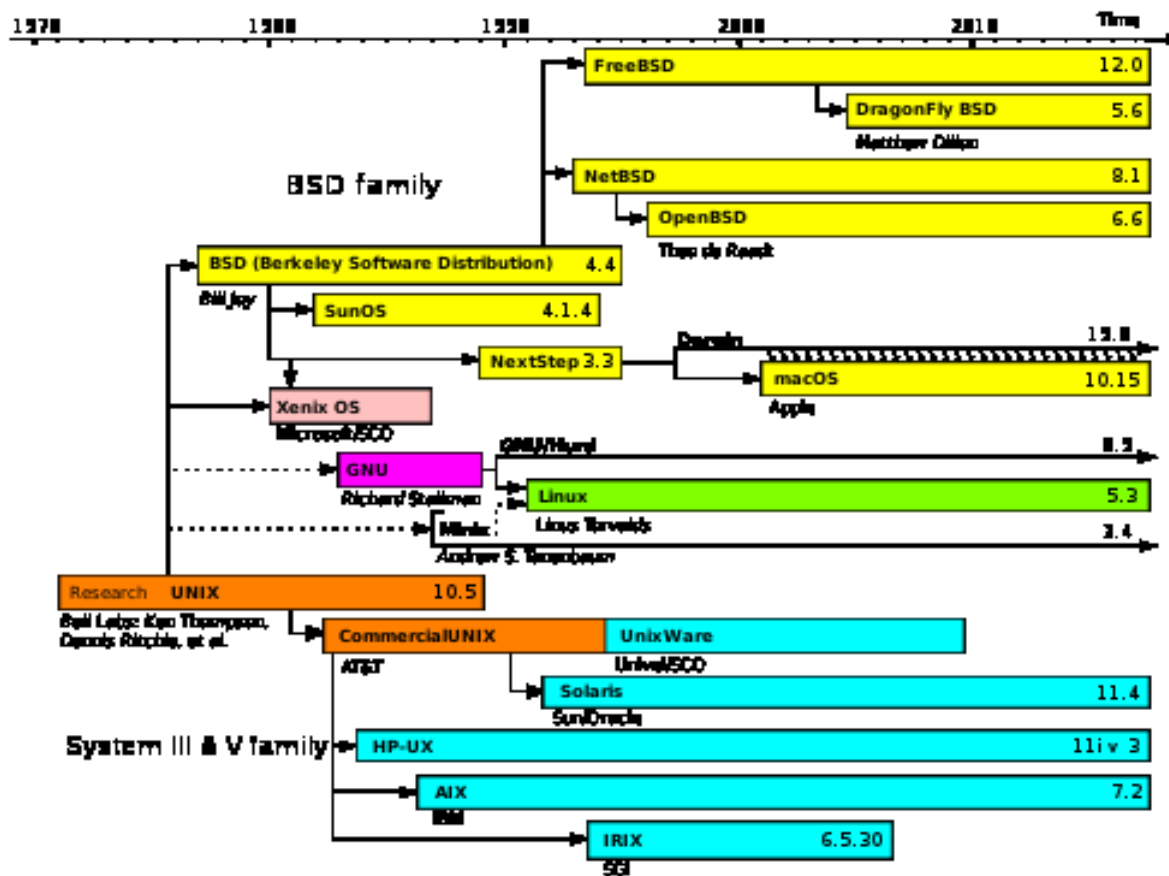 1970 1980 1990 2000 2010 Time
FreeBSD 12.0
DragonFly BSD 5.6
Matthew Dillon
BSD family
NetBSD 8.1
OpenBSD 6.6
Theo de Raadt
BSD (Berkeley Software Distribution) 4.4
Bill Joy
SunOS 4.1.4
Darwin
NextStep 3.3
macOS 10.15
Apple
Xenix OS
Microsoft/SCO
GNU/Hurd
GNU
Richard Stallman
Linux 5.3
Linus Torvalds
Minix 3.4
Andrew S. Tanenbaum
Research UNIX 10.5
Bell Labs: Ken Thompson,
Dennis Ritchie, et al.
CommercialUNIX UnixWare
AT&T Univel/SCO
Solaris 11.4
Sun/Oracle
System III & V family
HP-UX 11i v 3
AIX 7.2
IBM
IRIX 6.5.30
SGI